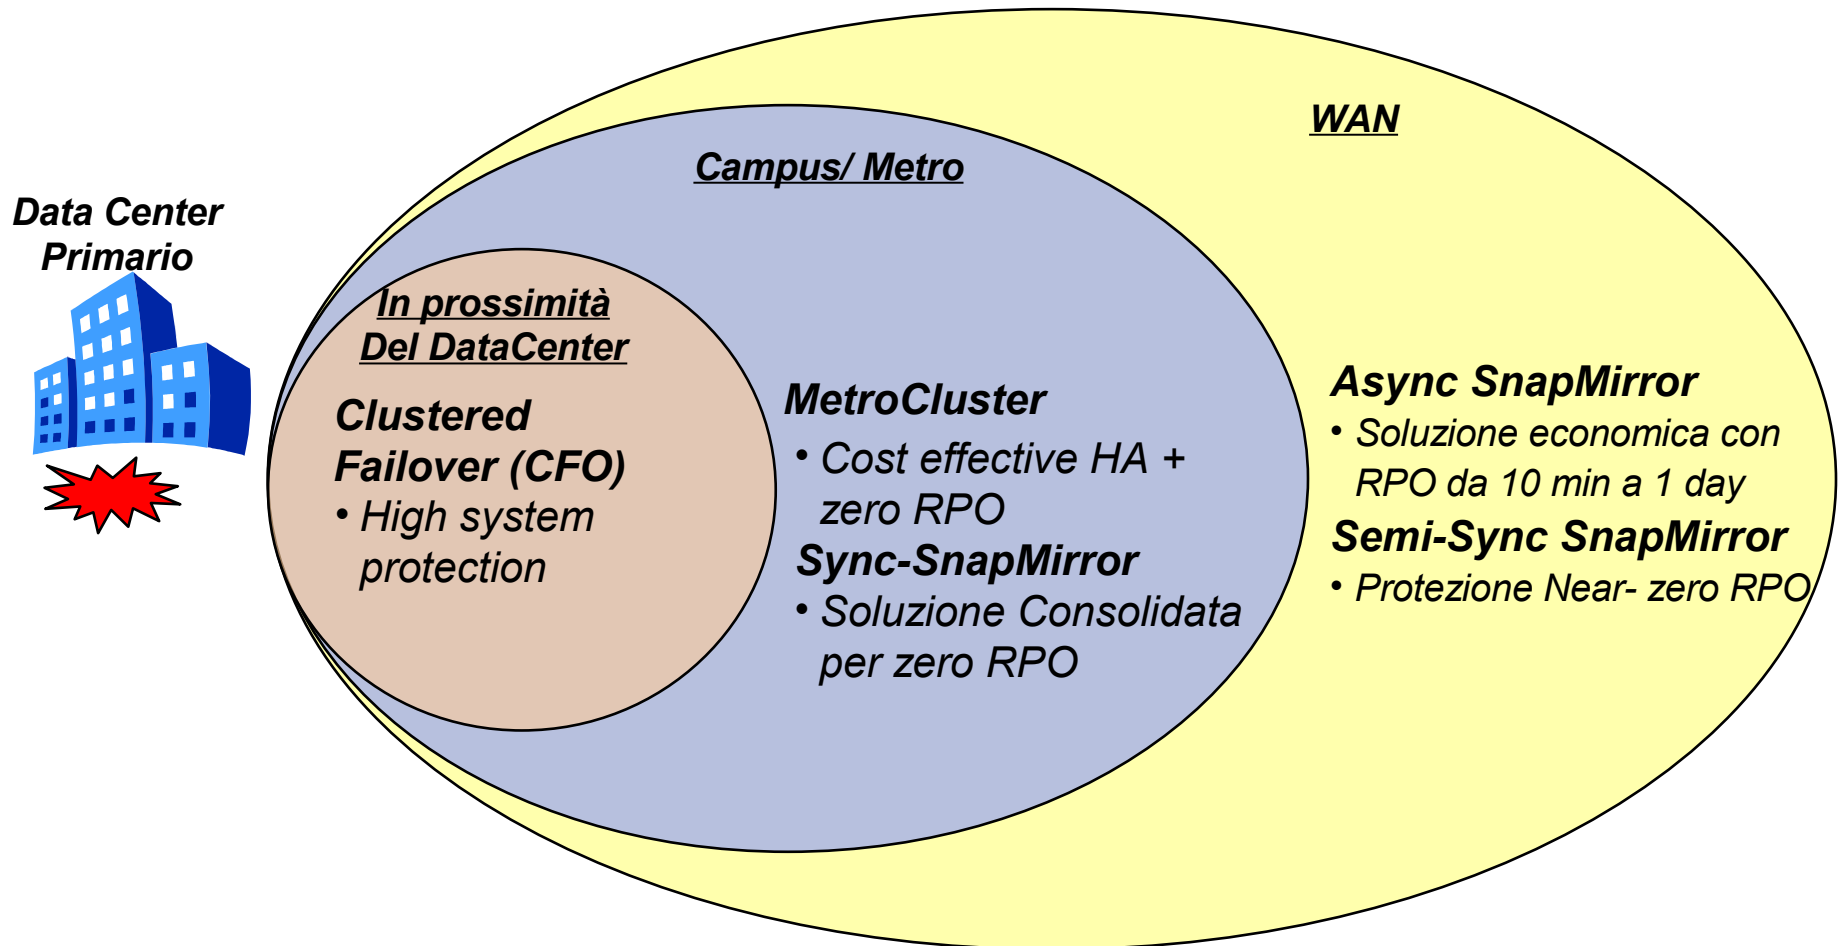 Data Center
Primario
In prossimità
Del DataCenter
Clustered
Failover (CFO)
• High system
protection
Campus/ Metro
MetroCluster
• Cost effective HA +
zero RPO
Sync-SnapMirror
• Soluzione Consolidata
per zero RPO
WAN
Async SnapMirror
• Soluzione economica con
RPO da 10 min a 1 day
Semi-Sync SnapMirror
• Protezione Near- zero RPO